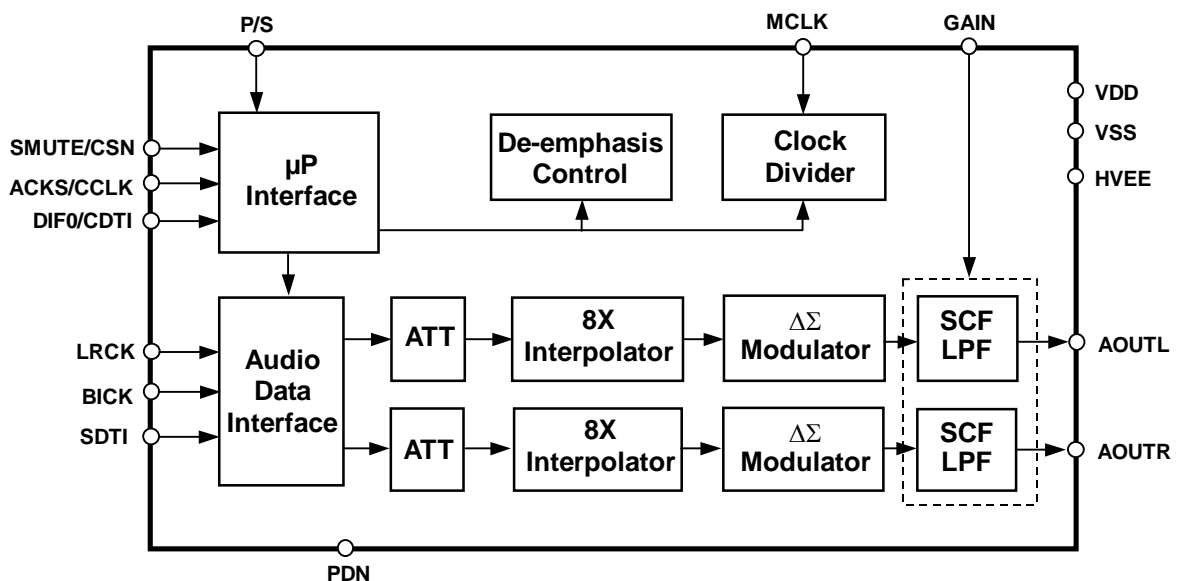 P/S
MCLK
GAIN
VDD
VSS
HVEE
SMUTE/CSN
ACKS/CCLK
DIF0/CDTI
µP
Interface
De-emphasis
Control
Clock
Divider
LRCK
BICK
SDTI
Audio
Data
Interface
ATT
8X
Interpolator
ΔΣ
Modulator
SCF
LPF
AOUTL
ATT
8X
Interpolator
ΔΣ
Modulator
SCF
LPF
AOUTR
PDN